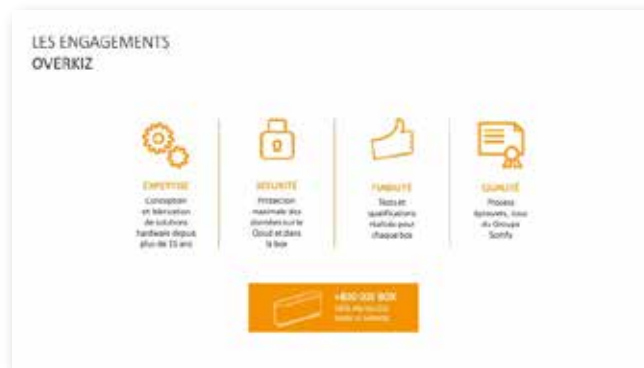 LES ENGAGEMENTS
OVERKIZ
EXPERTISE
Conception
et fabrication
de solutions
hardware depuis
plus de 15 ans
SÉCURITÉ
Protection
maximale des
données sur le
Cloud et dans
la box
FIABILITÉ
Tests et
qualifications
réalisés pour
chaque box
QUALITÉ
Process
éprouvés, issus
du Groupe
Somfy
+800 000 BOX